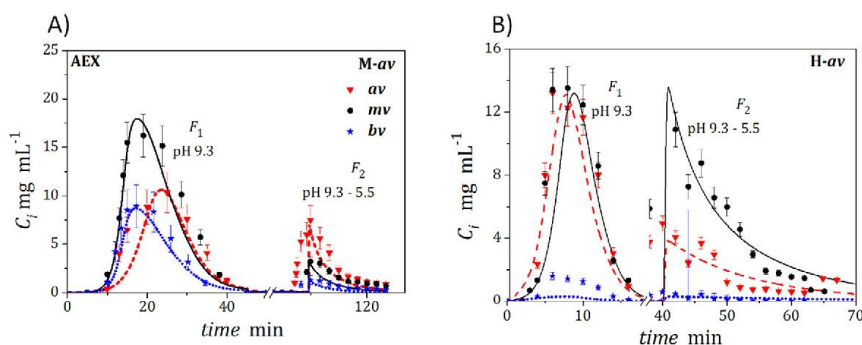 A)
AEX
M-av
av
mv
bv
F1
pH 9.3
F2
pH 9.3 - 5.5
Ci mg mL-1
25
20
15
10
5
0
0 20 40 100 120
time min
B)
H-av
F1
pH 9.3
F2
pH 9.3 - 5.5
Ci mg mL-1
16
12
8
4
0
0 10 40 50 60 70
time min